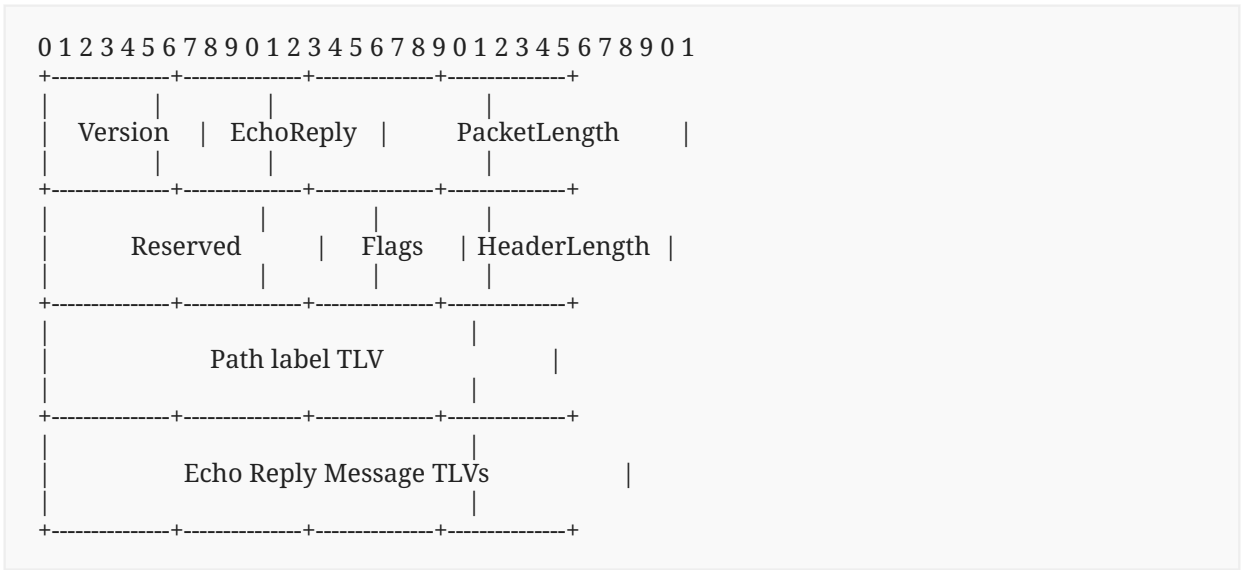 0 1 2 3 4 5 6 7 8 9 0 1 2 3 4 5 6 7 8 9 0 1 2 3 4 5 6 7 8 9 0 1
+---------------+---------------+---------------+---------------+
| | | |
| Version | EchoReply | PacketLength |
| | | |
+---------------+---------------+---------------+---------------+
| | | |
| Reserved | Flags | HeaderLength |
| | | |
+---------------+---------------+---------------+---------------+
| |
| Path label TLV |
| |
+---------------+---------------+---------------+---------------+
| |
| Echo Reply Message TLVs |
| |
+---------------+---------------+---------------+---------------+